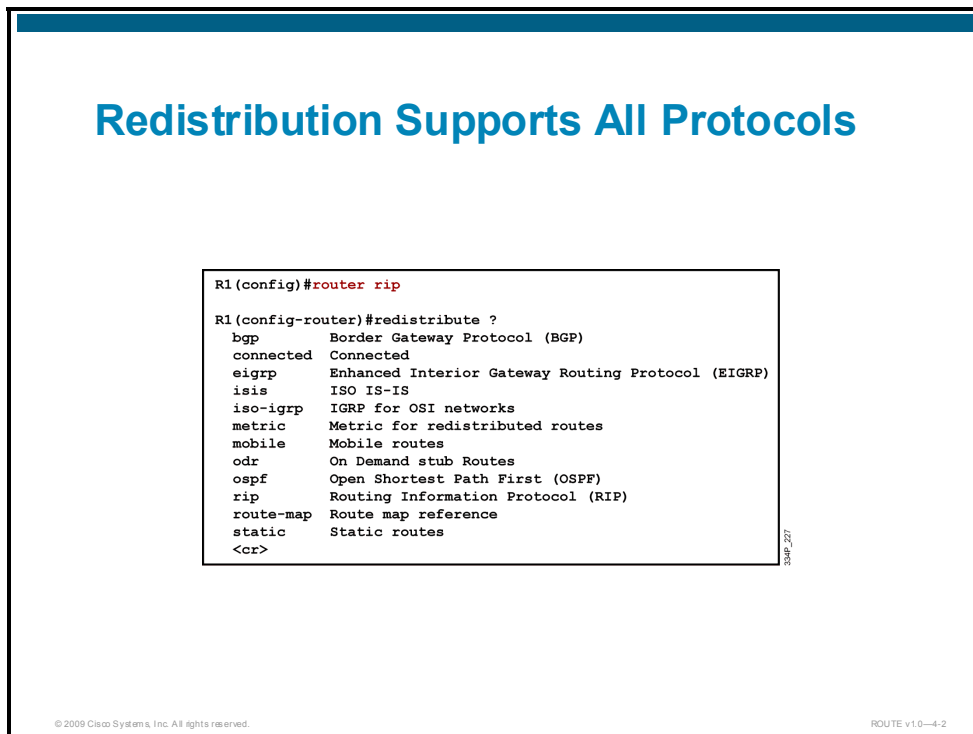 Redistribution Supports All Protocols
R1(config)#router rip
R1(config-router)#redistribute ?
bgp Border Gateway Protocol (BGP)
connected Connected
eigrp Enhanced Interior Gateway Routing Protocol (EIGRP)
isis ISO IS-IS
iso-igrp IGRP for OSI networks
metric Metric for redistributed routes
mobile Mobile routes
odr On Demand stub Routes
ospf Open Shortest Path First (OSPF)
rip Routing Information Protocol (RIP)
route-map Route map reference
static Static routes
<cr>
334P_227
© 2009 Cisco Systems, Inc. All rights reserved.
ROUTE v1.0—4-2